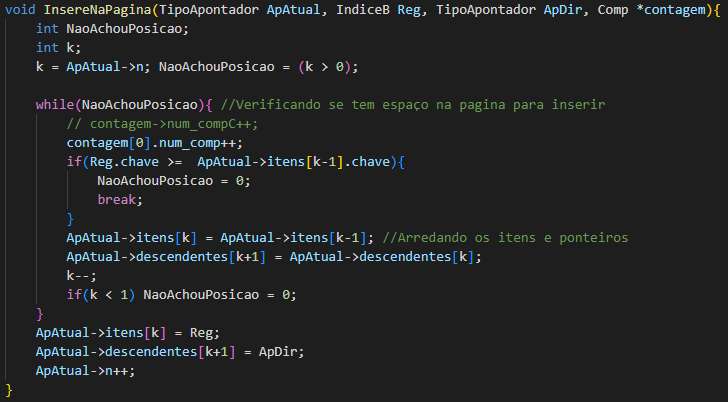 void InsereNaPagina(TipoApontador ApAtual, IndiceB Reg, TipoApontador ApDir, Comp *contagem){
    int NaoAchouPosicao;
    int k;
    k = ApAtual->n; NaoAchouPosicao = (k > 0);

    while(NaoAchouPosicao){ //Verificando se tem espaço na pagina para inserir
        // contagem->num_compC++;
        contagem[0].num_comp++;
        if(Reg.chave >=  ApAtual->itens[k-1].chave){
            NaoAchouPosicao = 0;
            break;
        }
        ApAtual->itens[k] = ApAtual->itens[k-1]; //Arredando os itens e ponteiros
        ApAtual->descendentes[k+1] = ApAtual->descendentes[k];
        k--;
        if(k < 1) NaoAchouPosicao = 0;
    }
    ApAtual->itens[k] = Reg;
    ApAtual->descendentes[k+1] = ApDir;
    ApAtual->n++;
}